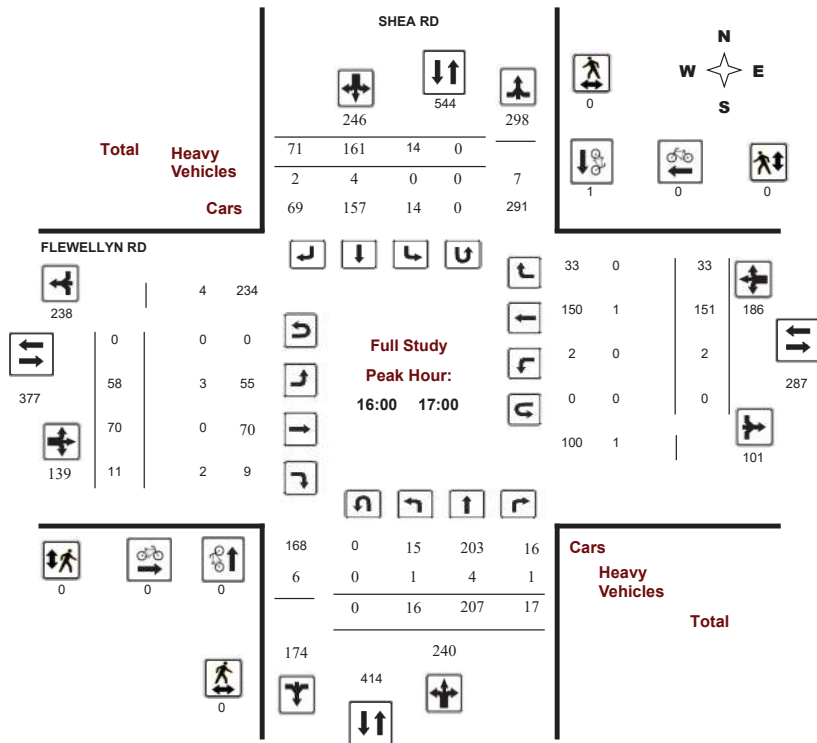 SHEA RD
N
W E
S
544
0
246 298
71 161 14 0
Total Heavy Vehicles
2 4 0 0 7
1 0 0
Cars 69 157 14 0 291
FLEWELLYN RD
33 0 33
4 234
238
150 1 151 186
0 0 0
Full Study
2 0 2
Peak Hour:
58 3 55
377 287
0 0 0
16:00 17:00
70 0 70
100 1
101
139 11 2 9
168 0 15 203 16 Cars
6 0 1 4 1 Heavy Vehicles
0 0 0
0 16 207 17
Total
174 240
414
0